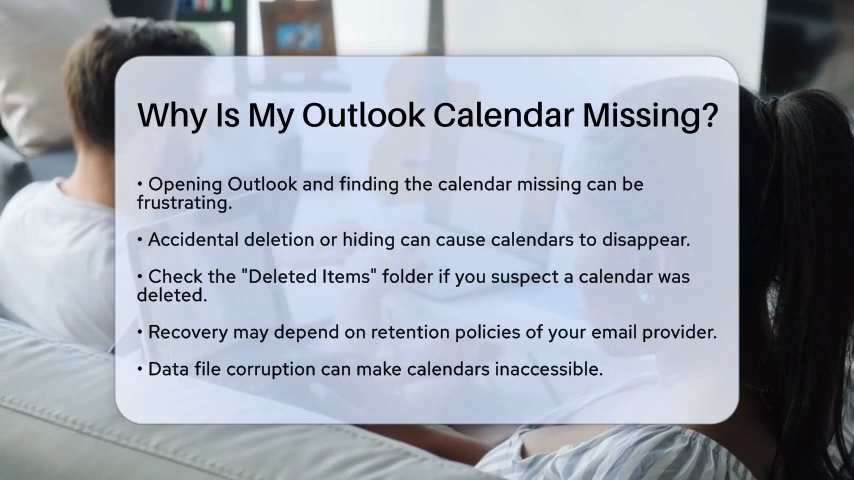 Why Is My Outlook Calendar Missing?
• Opening Outlook and finding the calendar missing can be
frustrating.
• Accidental deletion or hiding can cause calendars to disappear.
• Check the "Deleted Items" folder if you suspect a calendar was
deleted.
• Recovery may depend on retention policies of your email provider.
• Data file corruption can make calendars inaccessible.